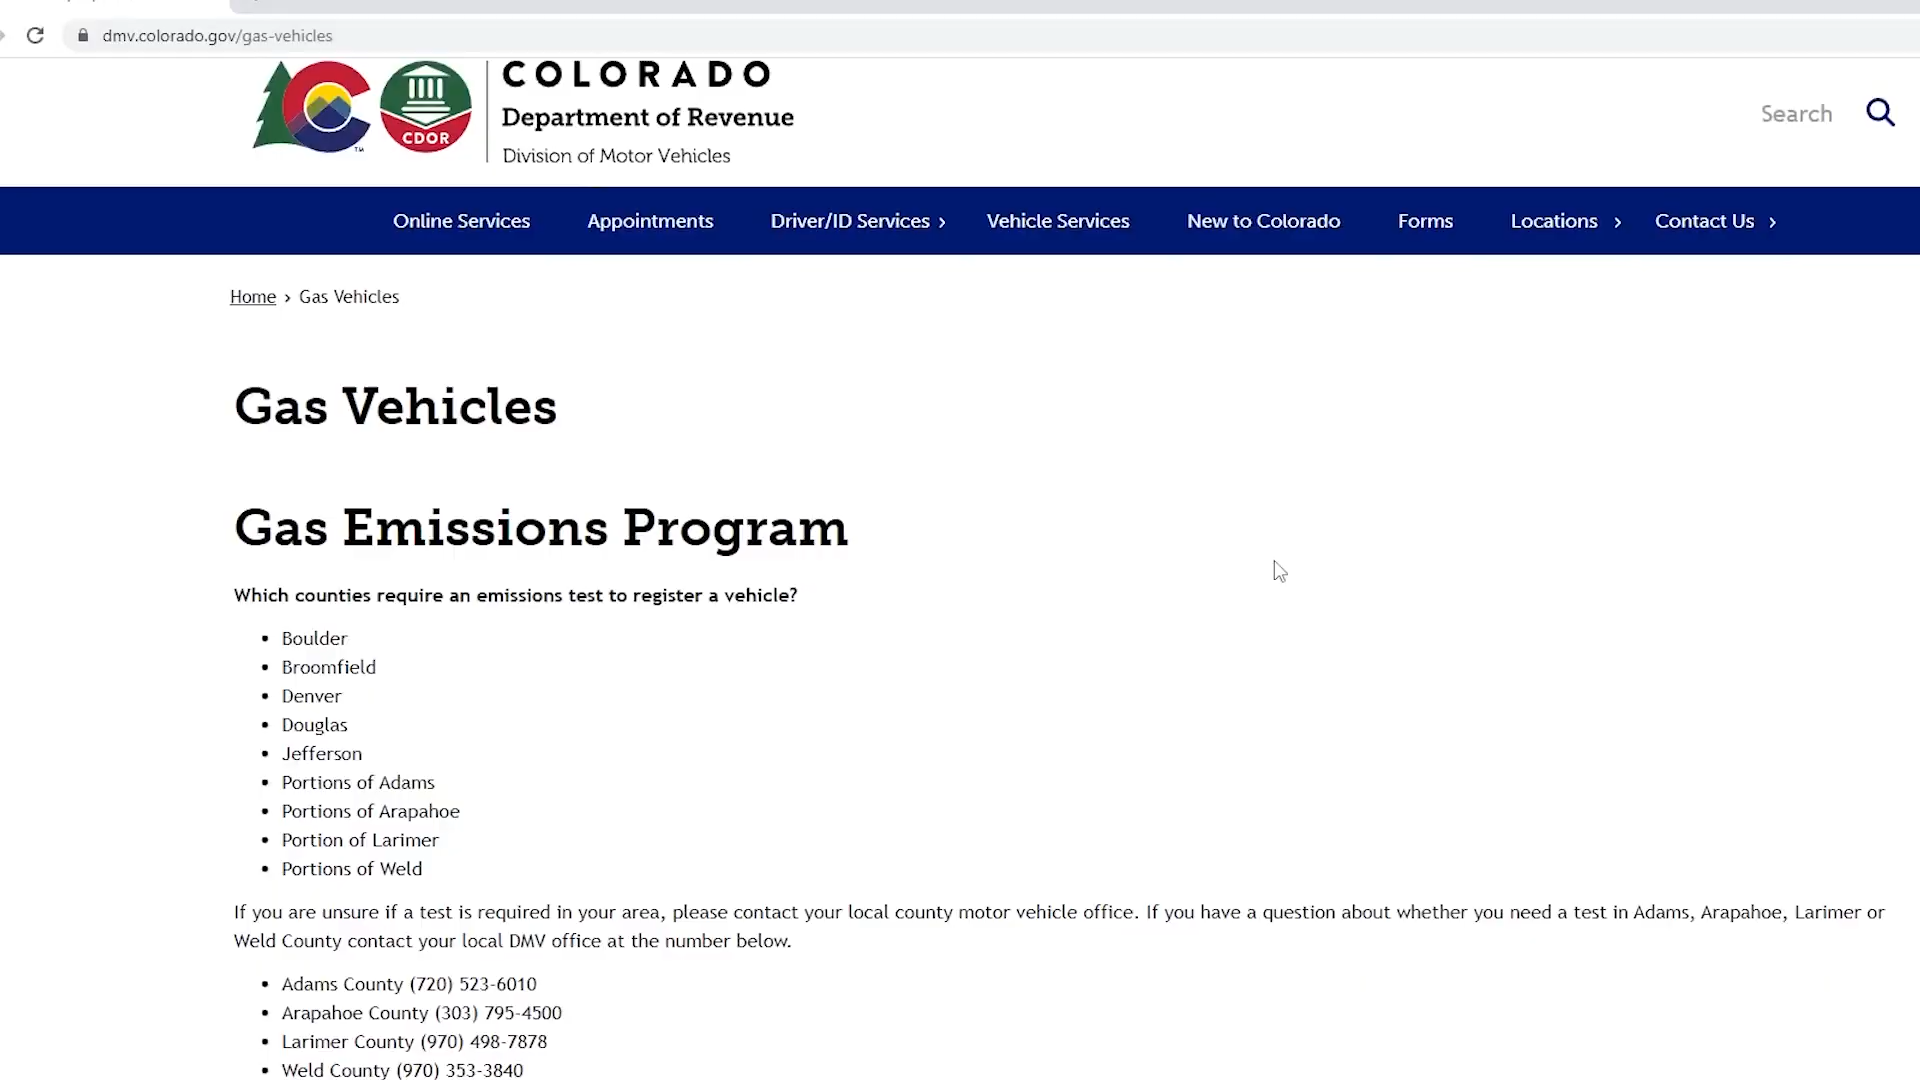 dmv.colorado.gov/gas-vehicles
COLORADO
Department of Revenue
Division of Motor Vehicles
CDOR
TM
Search
Online Services Appointments Driver/ID Services › Vehicle Services New to Colorado Forms Locations › Contact Us ›
Home › Gas Vehicles
Gas Vehicles
Gas Emissions Program
Which counties require an emissions test to register a vehicle?
• Boulder
• Broomfield
• Denver
• Douglas
• Jefferson
• Portions of Adams
• Portions of Arapahoe
• Portion of Larimer
• Portions of Weld
If you are unsure if a test is required in your area, please contact your local county motor vehicle office. If you have a question about whether you need a test in Adams, Arapahoe, Larimer or
Weld County contact your local DMV office at the number below.
• Adams County (720) 523-6010
• Arapahoe County (303) 795-4500
• Larimer County (970) 498-7878
• Weld County (970) 353-3840